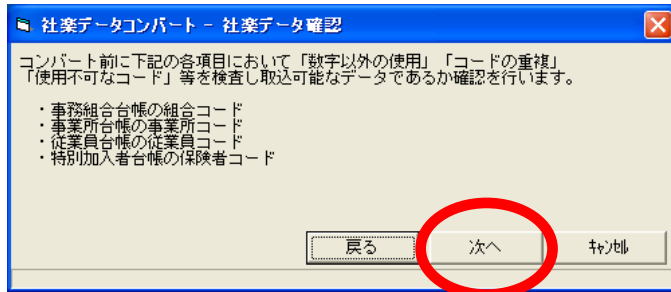 社楽データコンバート － 社楽データ確認
コンバート前に下記の各項目において「数字以外の使用」「コードの重複」
「使用不可なコード」等を検査し取込可能なデータであるか確認を行います。
・事務組合台帳の組合コード
・事業所台帳の事業所コード
・従業員台帳の従業員コード
・特別加入者台帳の保険者コード
戻る
次へ
ｷｬﾝｾﾙ